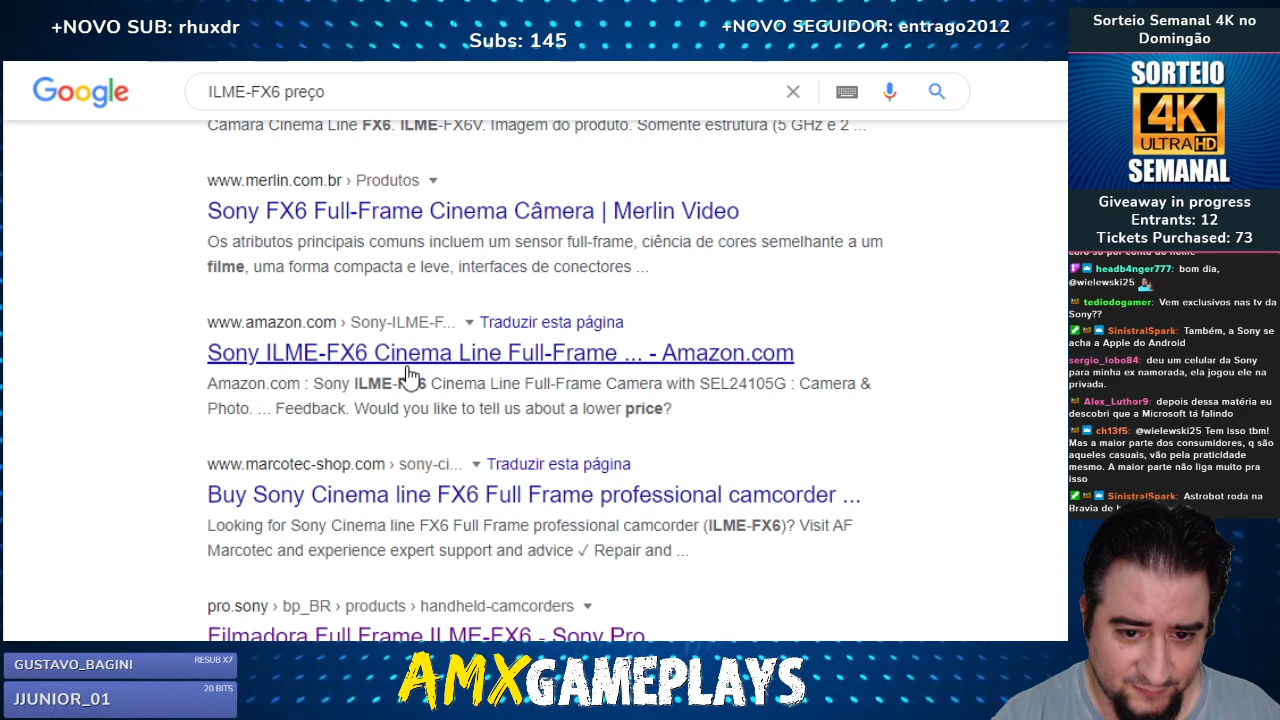 +NOVO SUB: rhuxdr
Subs: 145
+NOVO SEGUIDOR: entrago2012
Sorteio Semanal 4K no
Domingão
Google
ILME-FX6 preço
Câmara Cinema Line FX6. ILME-FX6V. Imagem do produto. Somente estrutura (5 GHz e 2 ...
www.merlin.com.br › Produtos
Sony FX6 Full-Frame Cinema Câmera | Merlin Video
Os atributos principais comuns incluem um sensor full-frame, ciência de cores semelhante a um
filme, uma forma compacta e leve, interfaces de conectores ...
www.amazon.com › Sony-ILME-F... Traduzir esta página
Sony ILME-FX6 Cinema Line Full-Frame ... - Amazon.com
Amazon.com : Sony ILME-FX6 Cinema Line Full-Frame Camera with SEL24105G : Camera &
Photo. ... Feedback. Would you like to tell us about a lower price?
www.marcotec-shop.com › sony-ci... Traduzir esta página
Buy Sony Cinema line FX6 Full Frame professional camcorder ...
Looking for Sony Cinema line FX6 Full Frame professional camcorder (ILME-FX6)? Visit AF
Marcotec and experience expert support and advice ✓ Repair and ...
pro.sony › bp_BR › products › handheld-camcorders
Filmadora Full Frame ILME-FX6 - Sony Pro
SORTEIO
4K
ULTRA HD
SEMANAL
Giveaway in progress
Entrants: 12
Tickets Purchased: 73
headb4nger777: bom dia,
@wielewski25
tediodogamer: Vem exclusivos nas tv da
Sony??
SinistralSpark: Também, a Sony se
acha a Apple do Android
sergio_lobo84: deu um celular da Sony
para minha ex namorada, ela jogou ele na
privada.
Alex_Luthor9: depois dessa matéria eu
descobri que a Microsoft tá falindo
ch13f5: @wielewski25 Tem isso tbm!
Mas a maior parte dos consumidores, q são
aqueles casuais, vão pela praticidade
mesmo. A maior parte não liga muito pra
isso
SinistralSpark: Astrobot roda na
Bravia de
GUSTAVO_BAGINI RESUB X7
JJUNIOR_01 20 BITS
AMXGAMEPLAYS